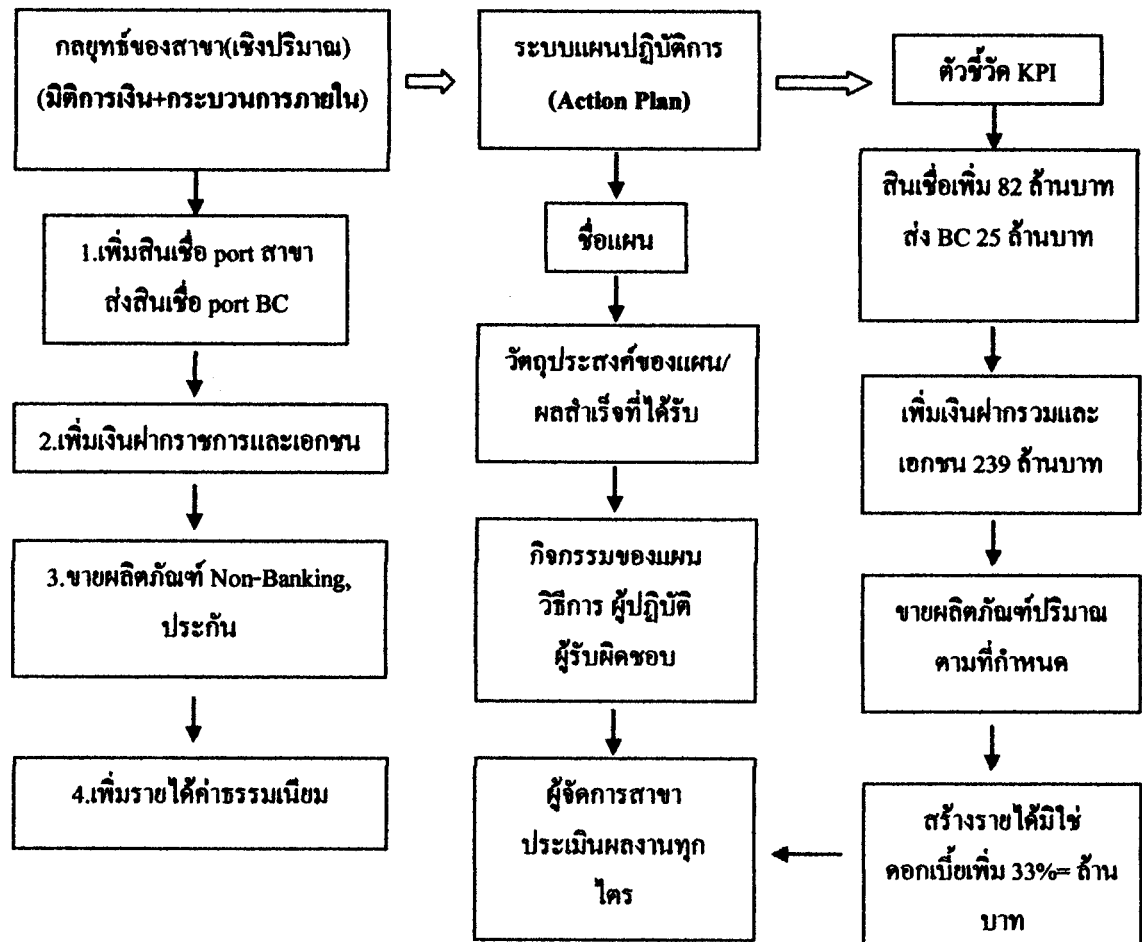 กลยุทธ์ของสาขา(เชิงปริมาณ)
(มิติการเงิน+กระบวนการภายใน)
1.เพิ่มสินเชื่อ port สาขา
ส่งสินเชื่อ port BC
2.เพิ่มเงินฝากราชการและเอกชน
3.ขายผลิตภัณฑ์ Non-Banking,
ประกัน
4.เพิ่มรายได้ค่าธรรมเนียม
ระบบแผนปฏิบัติการ
(Action Plan)
ชื่อแผน
วัตถุประสงค์ของแผน/
ผลสำเร็จที่ได้รับ
กิจกรรมของแผน
วิธีการ ผู้ปฏิบัติ
ผู้รับผิดชอบ
ผู้จัดการสาขา
ประเมินผลงานทุก
ไตร
ตัวชี้วัด KPI
สินเชื่อเพิ่ม 82 ล้านบาท
ส่ง BC 25 ล้านบาท
เพิ่มเงินฝากรวมและ
เอกชน 239 ล้านบาท
ขายผลิตภัณฑ์ปริมาณ
ตามที่กำหนด
สร้างรายได้มิใช่
ดอกเบี้ยเพิ่ม 33%= ล้าน
บาท